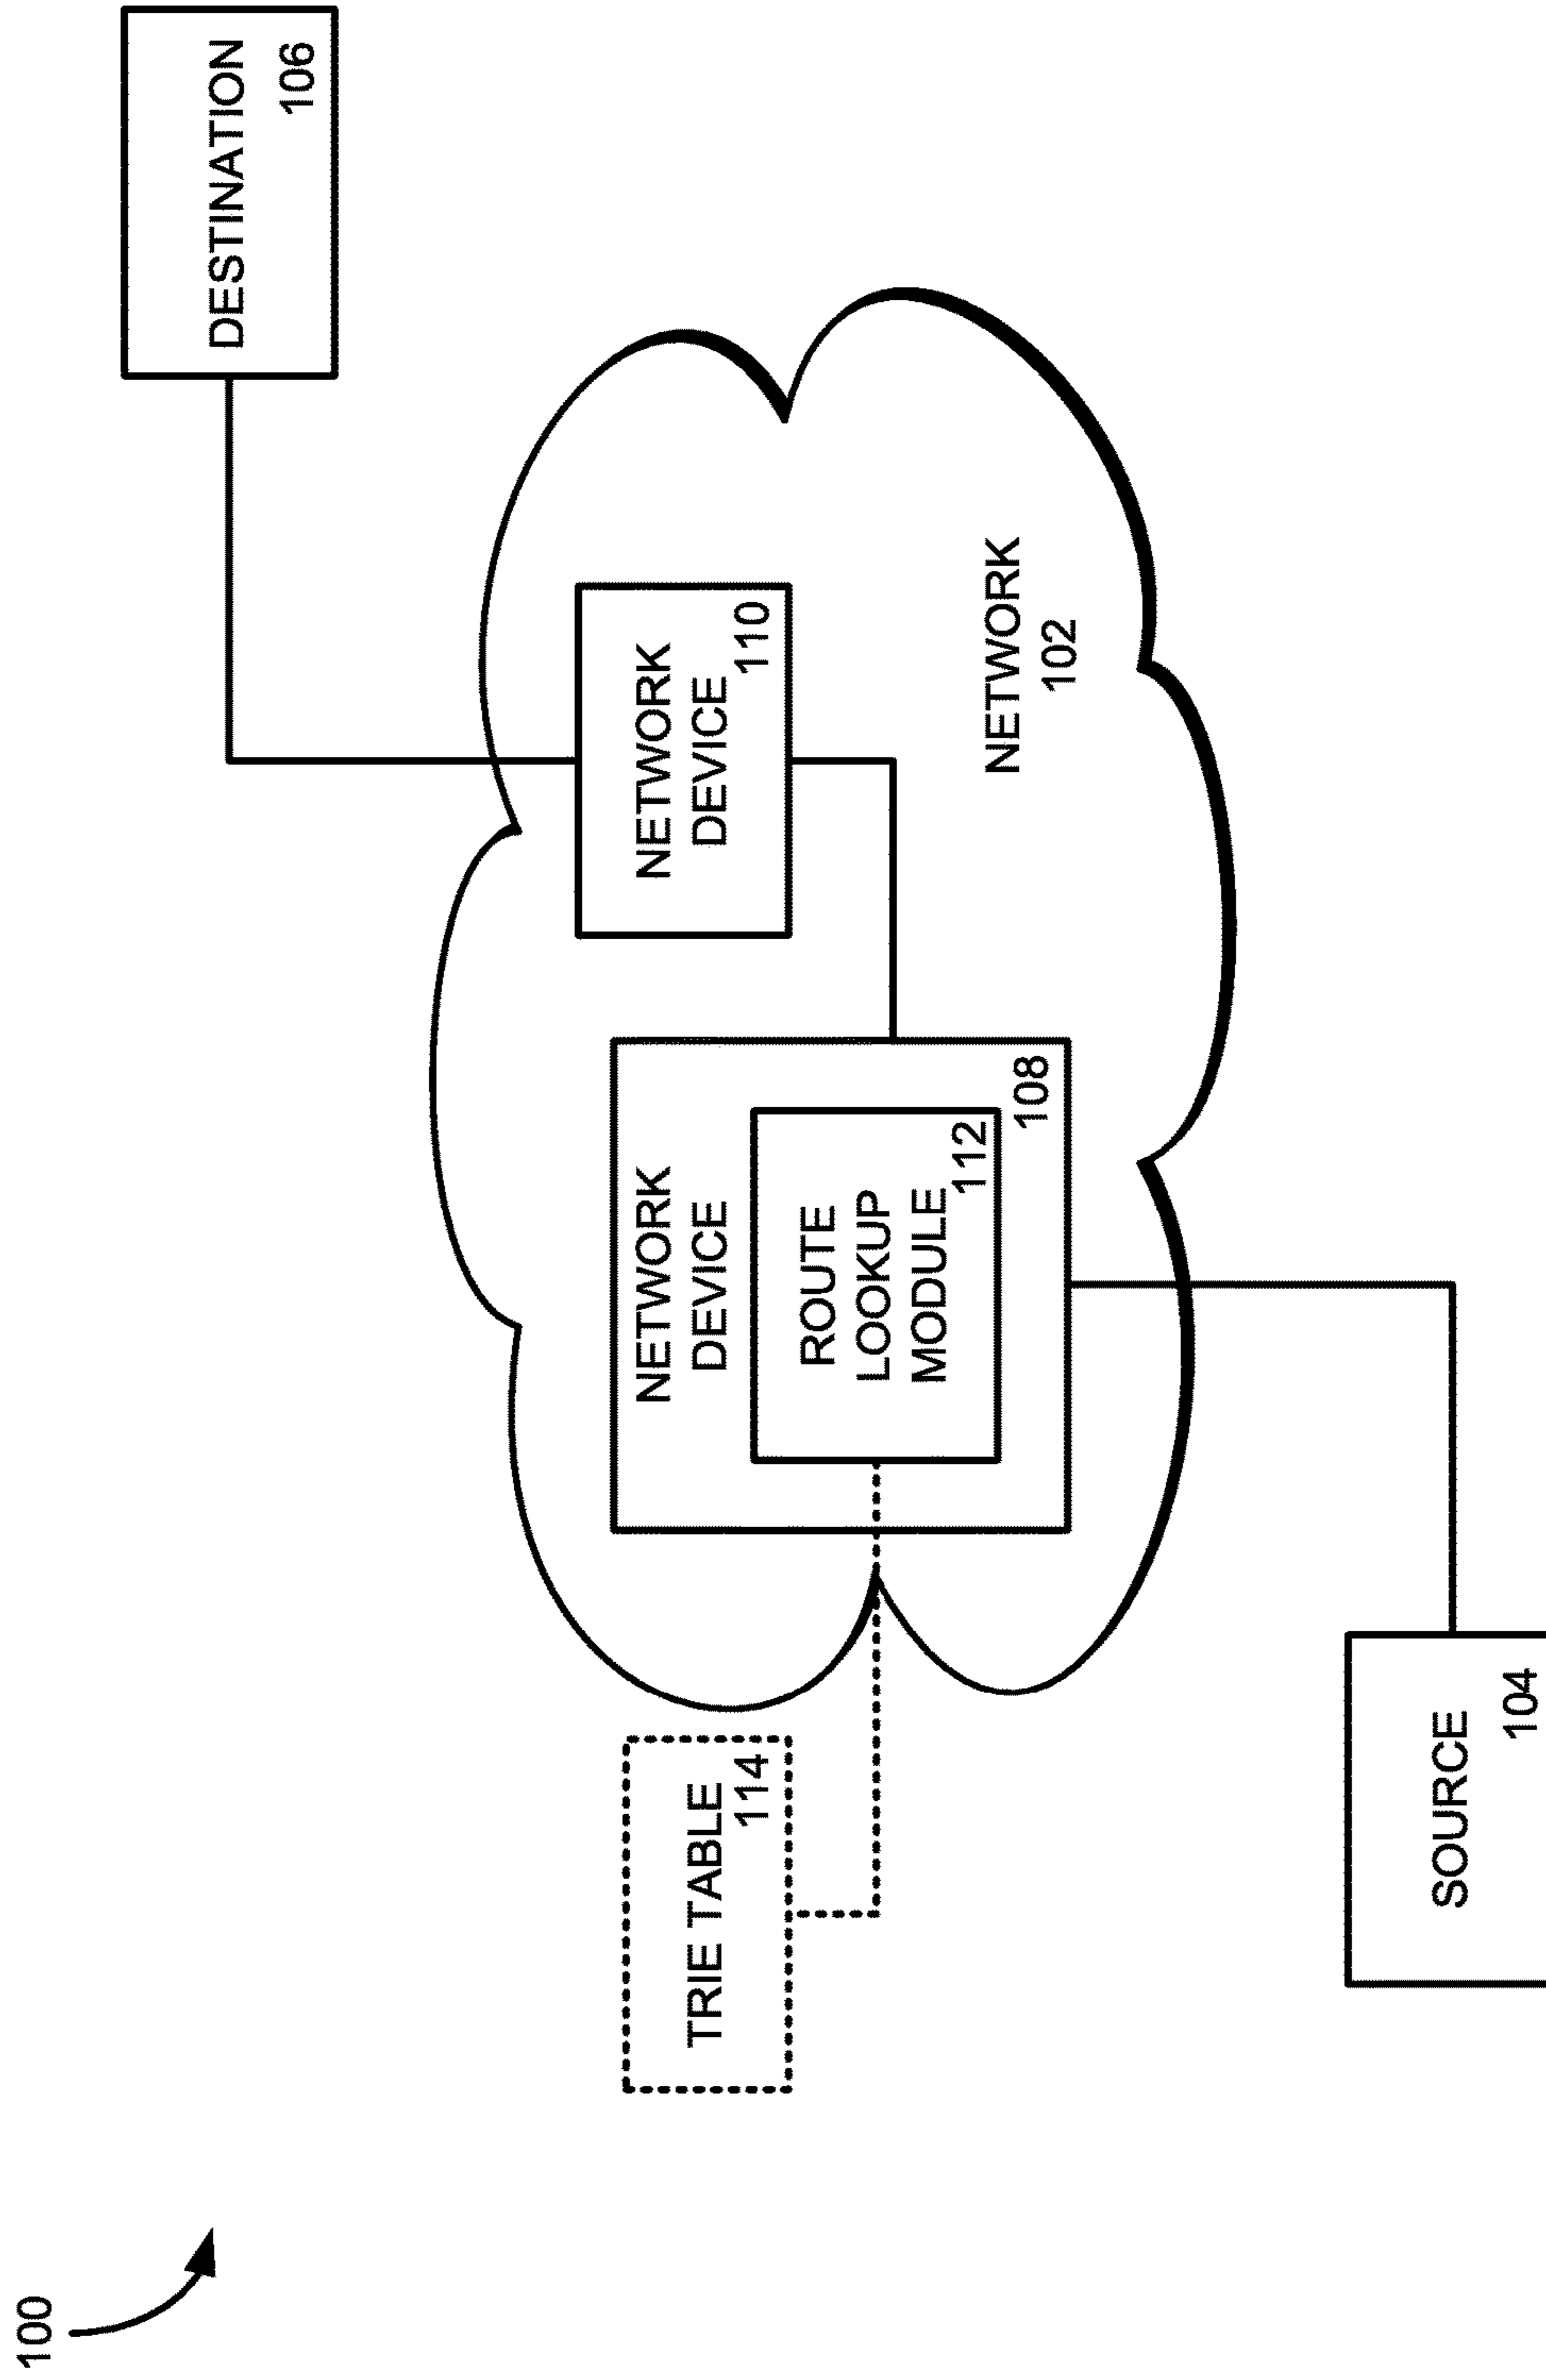 100
DESTINATION
106
TRIE TABLE
114
NETWORK
DEVICE
ROUTE
LOOKUP
MODULE
112
108
NETWORK
DEVICE
110
NETWORK
102
SOURCE
104